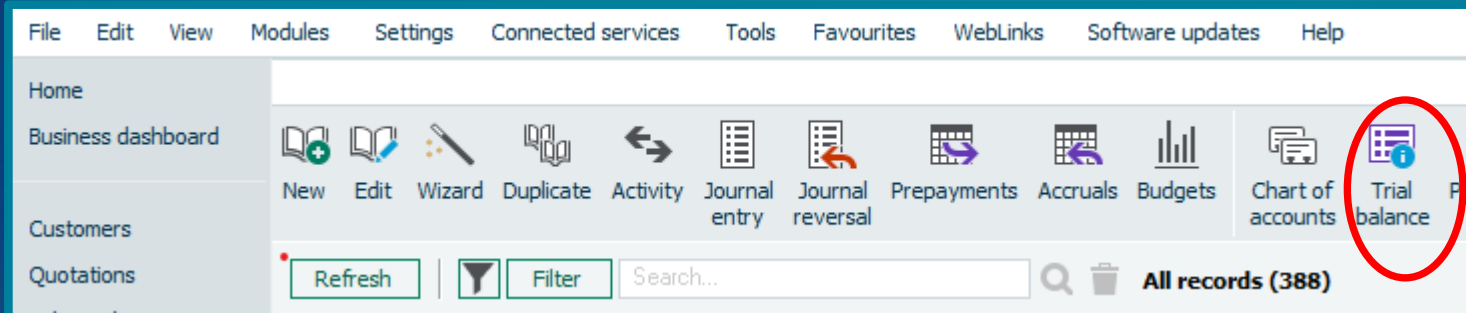 File Edit View Modules Settings Connected services Tools Favourites WebLinks Software updates Help
Home
Business dashboard
Customers
Quotations
New Edit Wizard Duplicate Activity Journal entry Journal reversal Prepayments Accruals Budgets Chart of accounts Trial balance
Refresh Filter Search... All records (388)